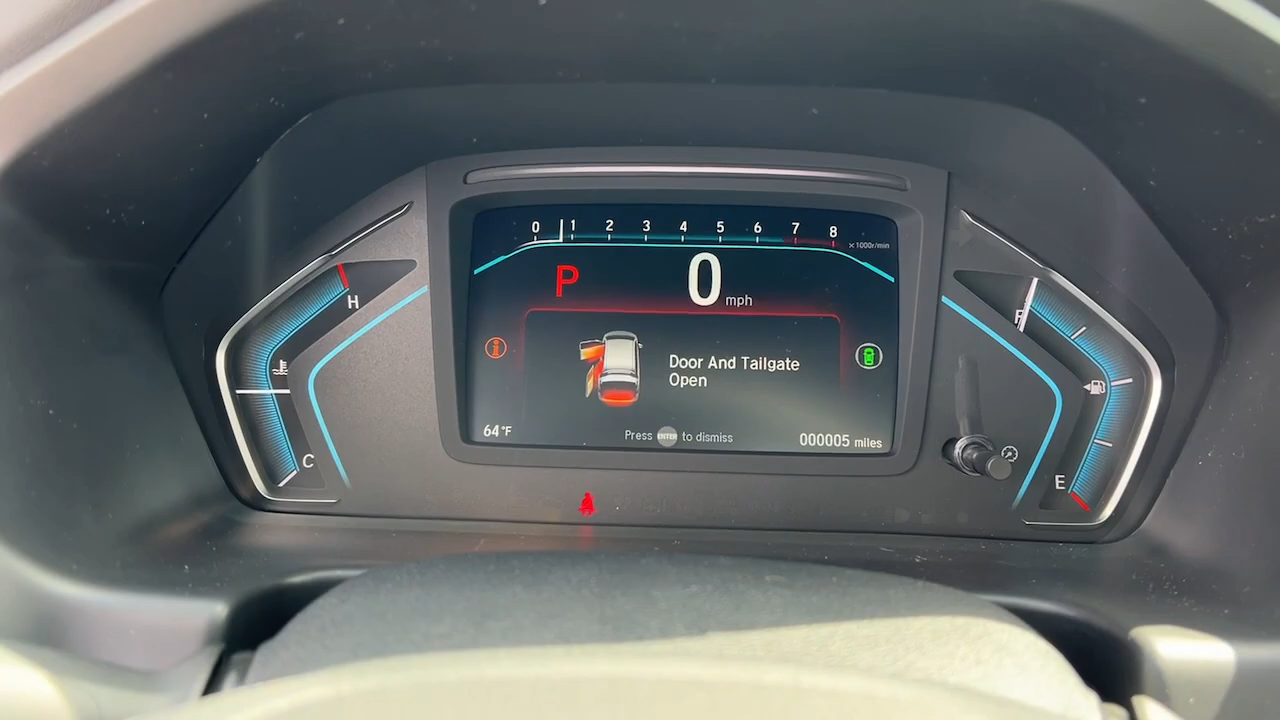 0 1 2 3 4 5 6 7 8
x1000r/min
P
0 mph
H
F
Door And Tailgate
Open
64°F
Press ENTER to dismiss
000005 miles
C
E